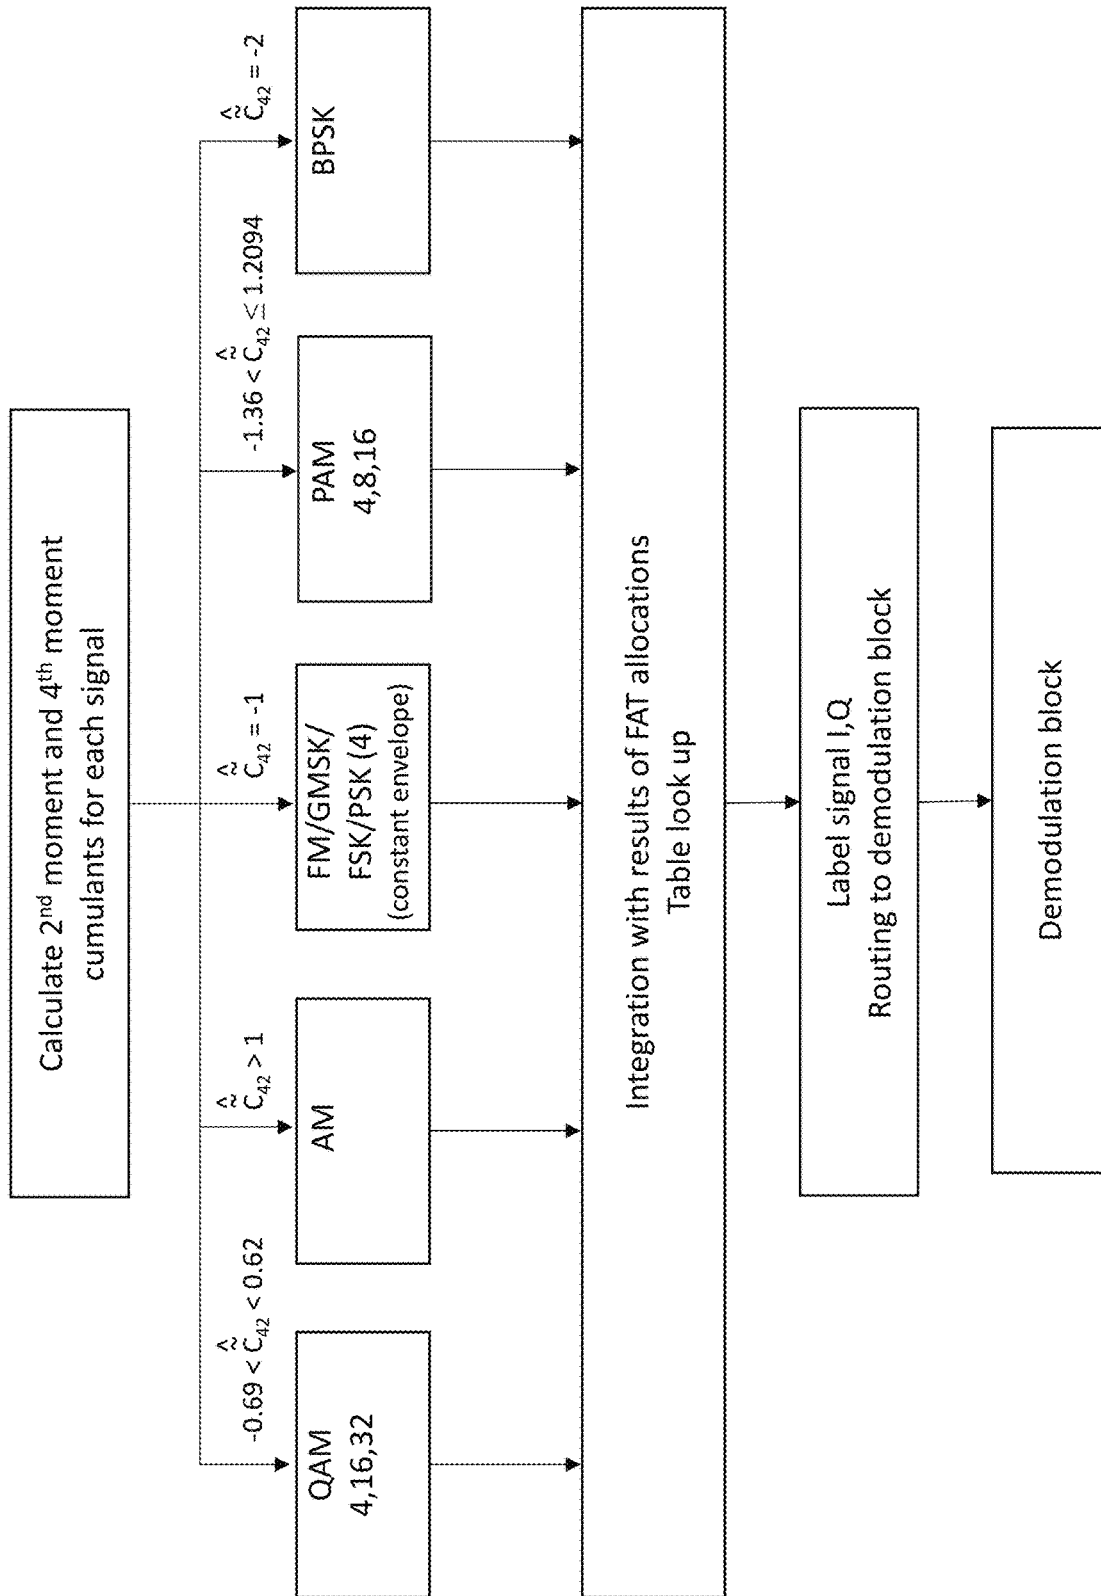 Calculate 2nd moment and 4th moment
cumulants for each signal
-0.69 < C̃̂42 < 0.62
C̃̂42 > 1
C̃̂42 = -1
-1.36 < C̃̂42 ≤ 1.2094
C̃̂42 = -2
QAM
4,16,32
AM
FM/GMSK/
FSK/PSK (4)
(constant envelope)
PAM
4,8,16
BPSK
Integration with results of FAT allocations
Table look up
Label signal I,Q
Routing to demodulation block
Demodulation block